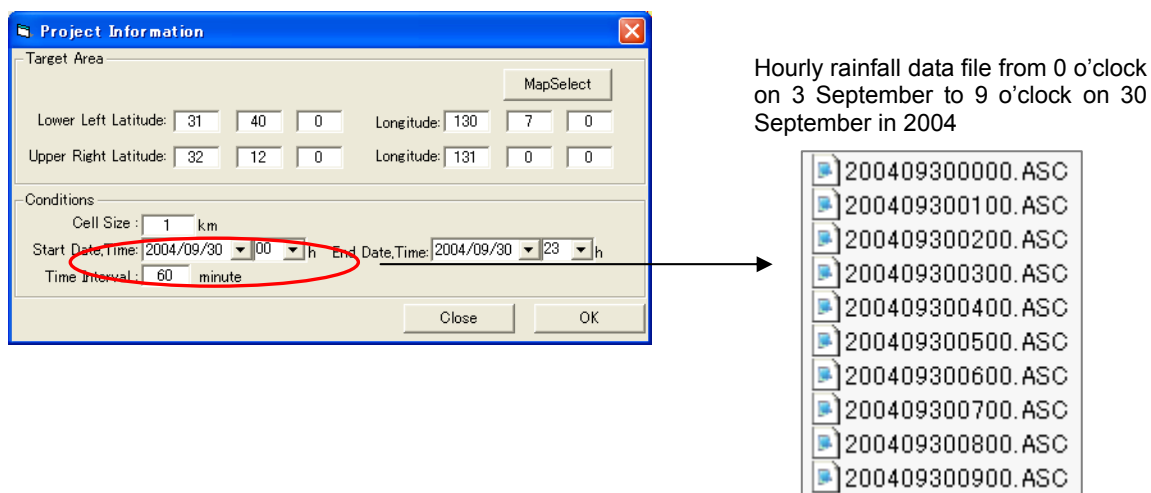 Project Information
Target Area
MapSelect
Lower Left Latitude: 31 40 0 Longitude: 130 7 0
Upper Right Latitude: 32 12 0 Longitude: 131 0 0
Conditions
Cell Size : 1 km
Start Date,Time: 2004/09/30 00 h End Date,Time: 2004/09/30 23 h
Time Interval : 60 minute
Close OK
Hourly rainfall data file from 0 o’clock
on 3 September to 9 o’clock on 30
September in 2004
200409300000.ASC
200409300100.ASC
200409300200.ASC
200409300300.ASC
200409300400.ASC
200409300500.ASC
200409300600.ASC
200409300700.ASC
200409300800.ASC
200409300900.ASC